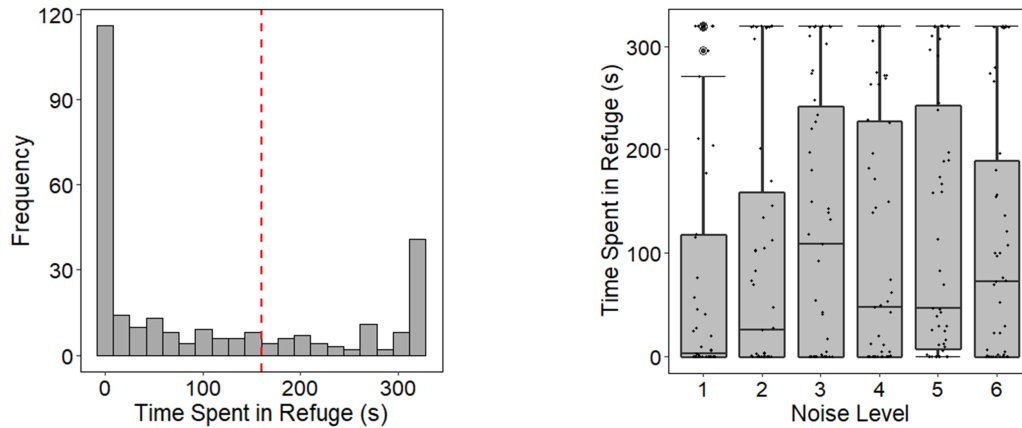 120
90
60
30
0
Frequency
0 100 200 300
Time Spent in Refuge (s)
300
200
100
0
Time Spent in Refuge (s)
1 2 3 4 5 6
Noise Level